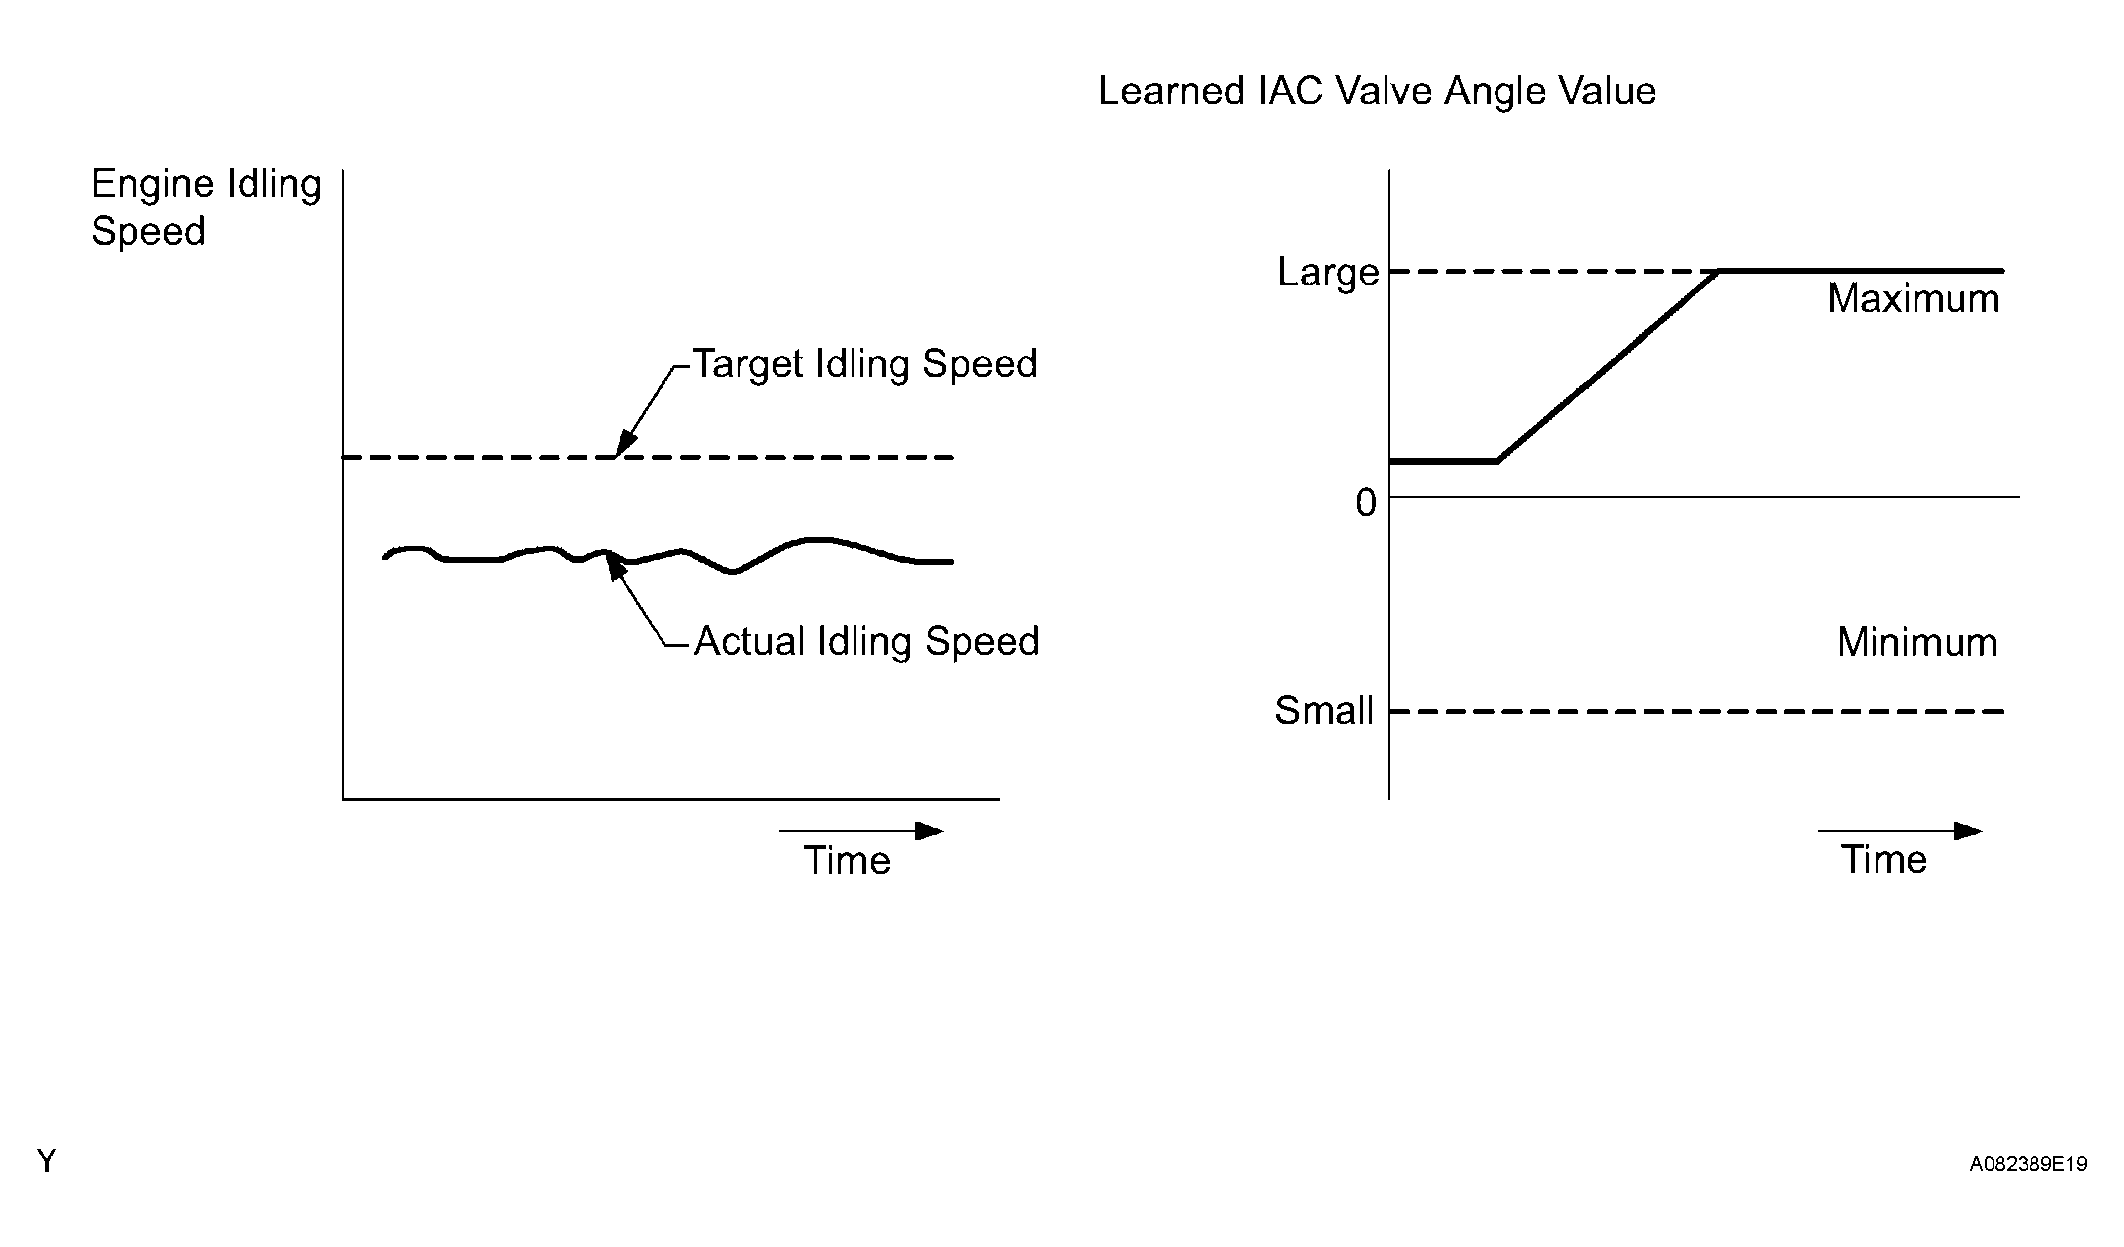 Learned IAC Valve Angle Value
Engine Idling
Speed
Target Idling Speed
Actual Idling Speed
Time
Large
Maximum
0
Minimum
Small
Time
Y
A082389E19